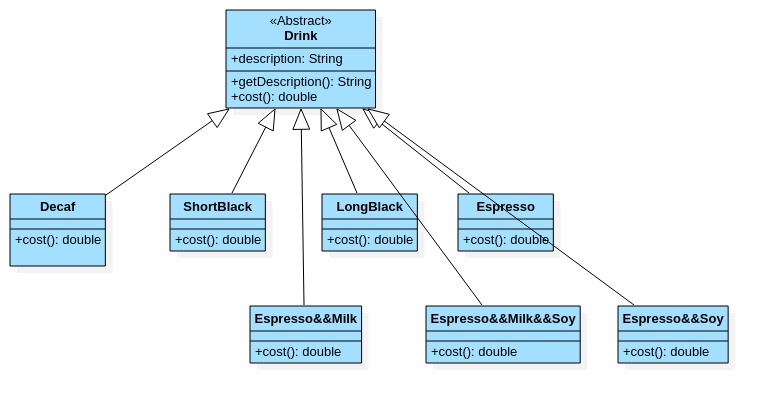 «Abstract»
Drink
+description: String
+getDescription(): String
+cost(): double
Decaf
+cost(): double
ShortBlack
+cost(): double
LongBlack
+cost(): double
Espresso
+cost(): double
Espresso&&Milk
+cost(): double
Espresso&&Milk&&Soy
+cost(): double
Espresso&&Soy
+cost(): double